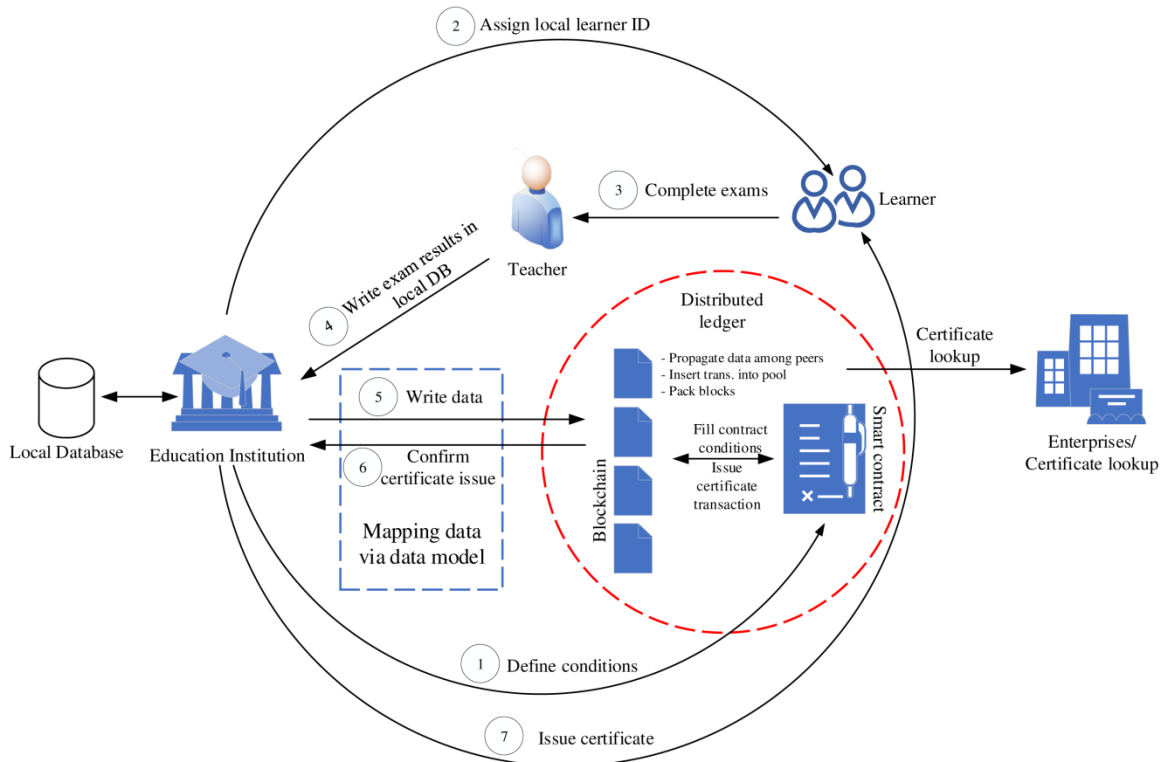 2
Assign local learner ID
3
Complete exams
Learner
Teacher
4
Write exam results in
local DB
Distributed
ledger
- Propagate data among peers
- Insert trans. into pool
- Pack blocks
Certificate
lookup
5
Write data
Local Database
Education Institution
6
Confirm
certificate issue
Mapping data
via data model
Blockchain
Fill contract
conditions
Issue
certificate
transaction
Smart contract
Enterprises/
Certificate lookup
1
Define conditions
7
Issue certificate